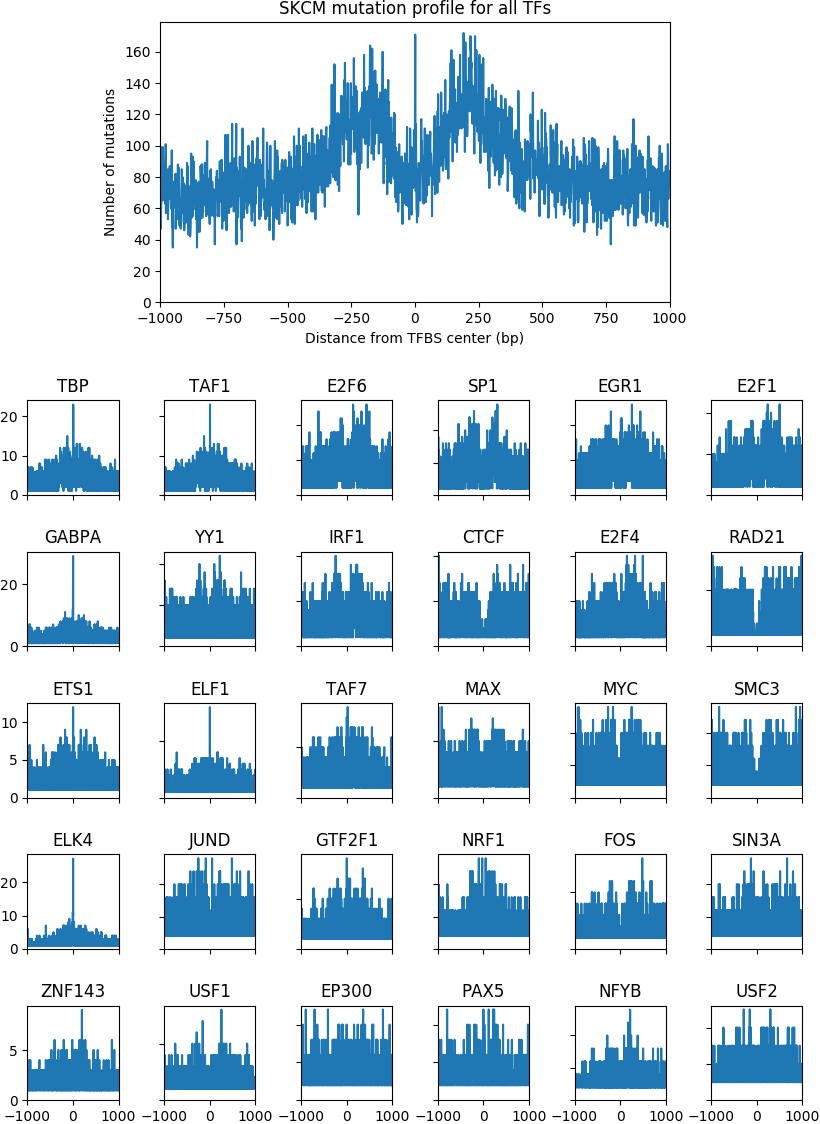 SKCM mutation profile for all TFs
160
140
120
100
80
60
40
20
0
Number of mutations
−1000 −750 −500 −250 0 250 500 750 1000
Distance from TFBS center (bp)
TBP TAF1 E2F6 SP1 EGR1 E2F1
20
10
0
GABPA YY1 IRF1 CTCF E2F4 RAD21
20
0
ETS1 ELF1 TAF7 MAX MYC SMC3
10
5
0
ELK4 JUND GTF2F1 NRF1 FOS SIN3A
20
10
0
ZNF143 USF1 EP300 PAX5 NFYB USF2
5
0
−1000 0 1000 −1000 0 1000 −1000 0 1000 −1000 0 1000 −1000 0 1000 −1000 0 1000